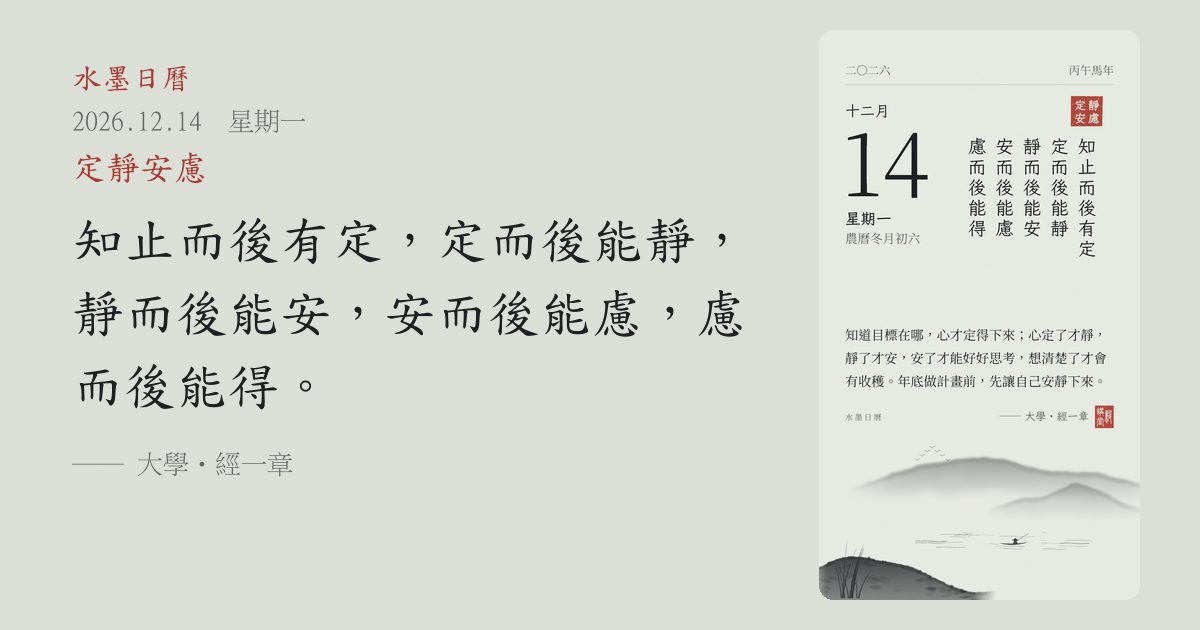 水墨日曆
2026.12.14 星期一
定靜安慮
知止而後有定，定而後能靜，
靜而後能安，安而後能慮，慮
而後能得。
—— 大學・經一章
二〇二六
丙午馬年
十二月
14
星期一
農曆冬月初六
靜慮
定安
知止而後有定
定而後能靜
靜而後能安
安而後能慮
慮而後能得
知道目標在哪，心才定得下來；心定了才靜，
靜了才安，安了才能好好思考，想清楚了才會
有收穫。年底做計畫前，先讓自己安靜下來。
水墨日曆
—— 大學・經一章